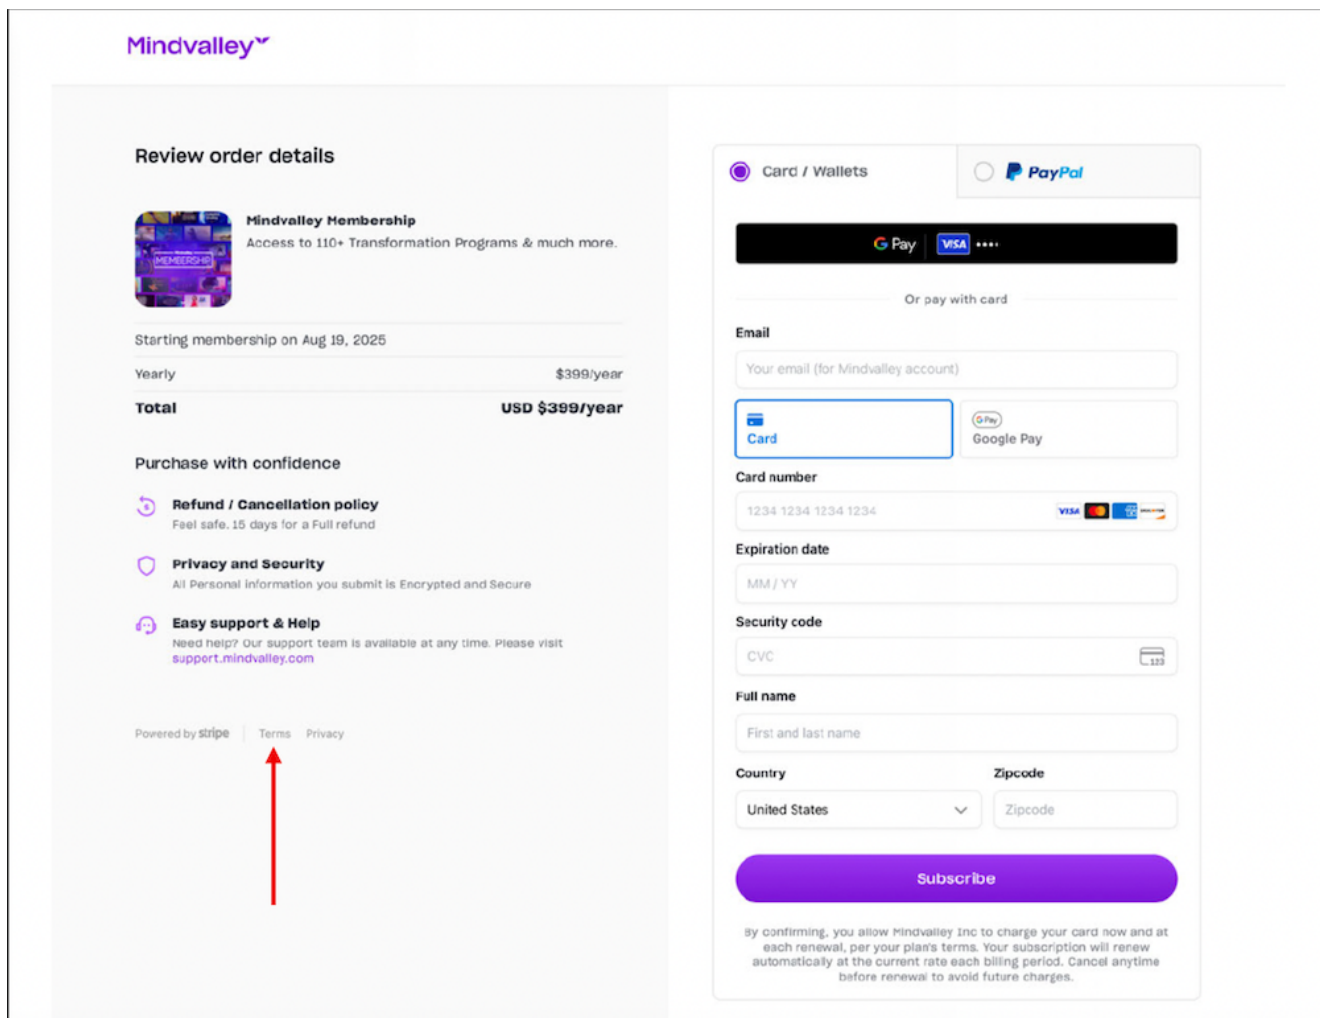 Mindvalley
Review order details
MEMBERSHIP
Mindvalley Membership
Access to 110+ Transformation Programs & much more.
Starting membership on Aug 19, 2025
Yearly $399/year
Total USD $399/year
Purchase with confidence
Refund / Cancellation policy
Feel safe. 15 days for a Full refund
Privacy and Security
All Personal information you submit is Encrypted and Secure
Easy support & Help
Need help? Our support team is available at any time. Please visit
support.mindvalley.com
Powered by stripe Terms Privacy
Card / Wallets
PayPal
G Pay VISA ••••
Or pay with card
Email
Your email (for Mindvalley account)
Card
G Pay
Google Pay
Card number
1234 1234 1234 1234 VISA
Expiration date
MM / YY
Security code
CVC 123
Full name
First and last name
Country Zipcode
United States Zipcode
Subscribe
By confirming, you allow Mindvalley Inc to charge your card now and at
each renewal, per your plan's terms. Your subscription will renew
automatically at the current rate each billing period. Cancel anytime
before renewal to avoid future charges.